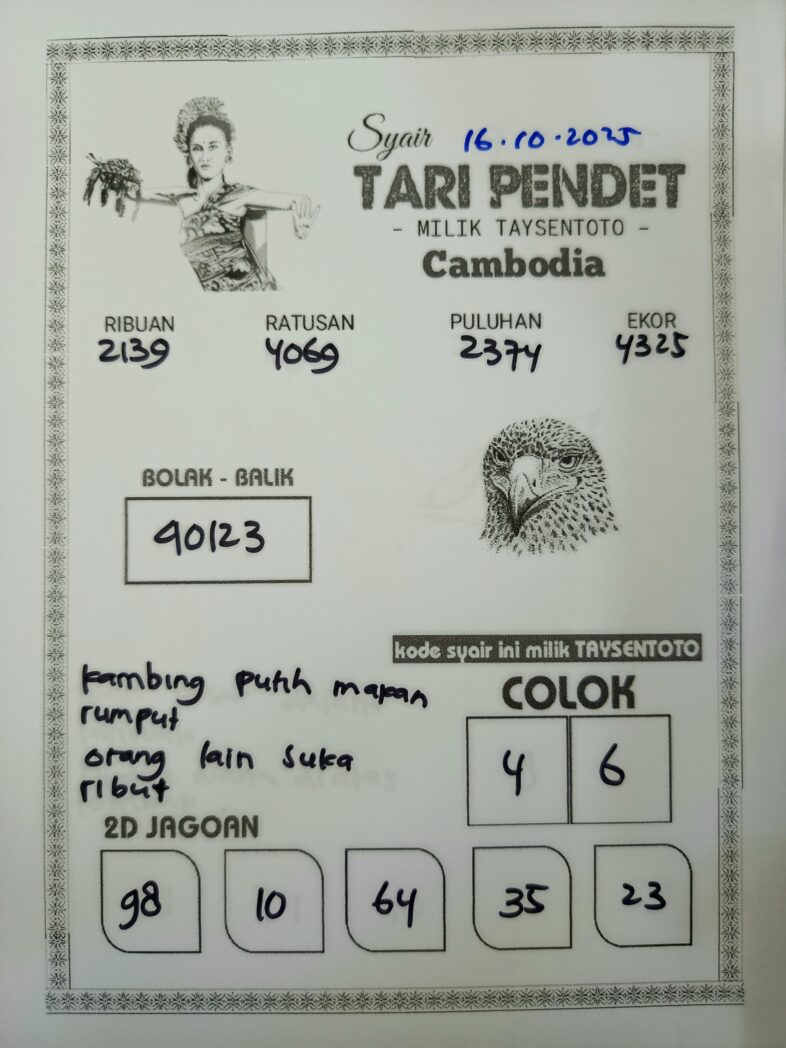 Syair 16.10.2025
TARI PENDET
- MILIK TAYSENTOTO -
Cambodia
RIBUAN RATUSAN PULUHAN EKOR
2139 4069 2374 4325
BOLAK - BALIK
90123
kode syair ini milik TAYSENTOTO
kambing putih makan
rumput
orang lain suka
ribut
COLOK
4 6
2D JAGOAN
98 10 64 35 23